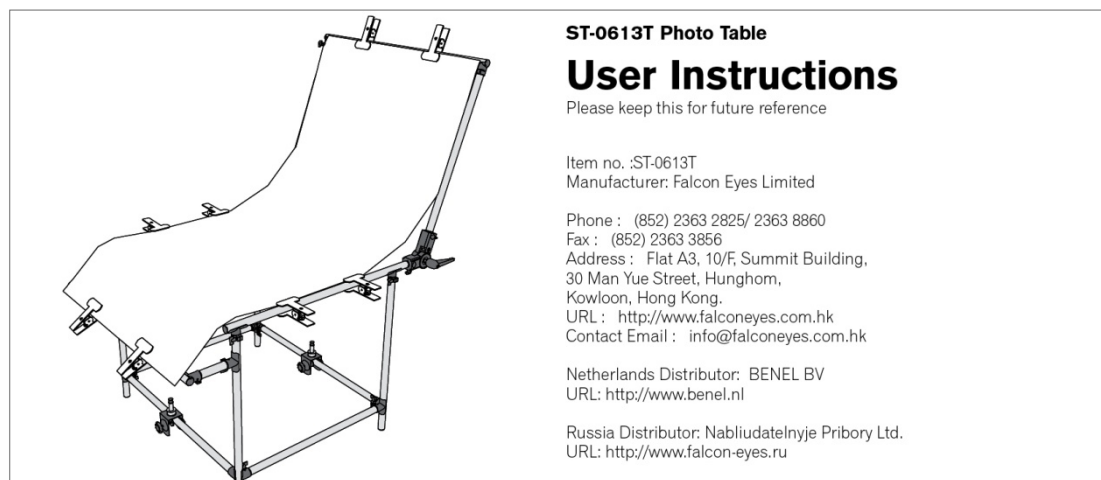 ST-0613T Photo Table
User Instructions
Please keep this for future reference
Item no. :ST-0613T
Manufacturer: Falcon Eyes Limited
Phone : (852) 2363 2825/ 2363 8860
Fax : (852) 2363 3856
Address : Flat A3, 10/F, Summit Building,
30 Man Yue Street, Hunghom,
Kowloon, Hong Kong.
URL : http://www.falconeyes.com.hk
Contact Email : info@falconeyes.com.hk
Netherlands Distributor: BENEL BV
URL: http://www.benel.nl
Russia Distributor: Nabliudatelnyje Pribory Ltd.
URL: http://www.falcon-eyes.ru